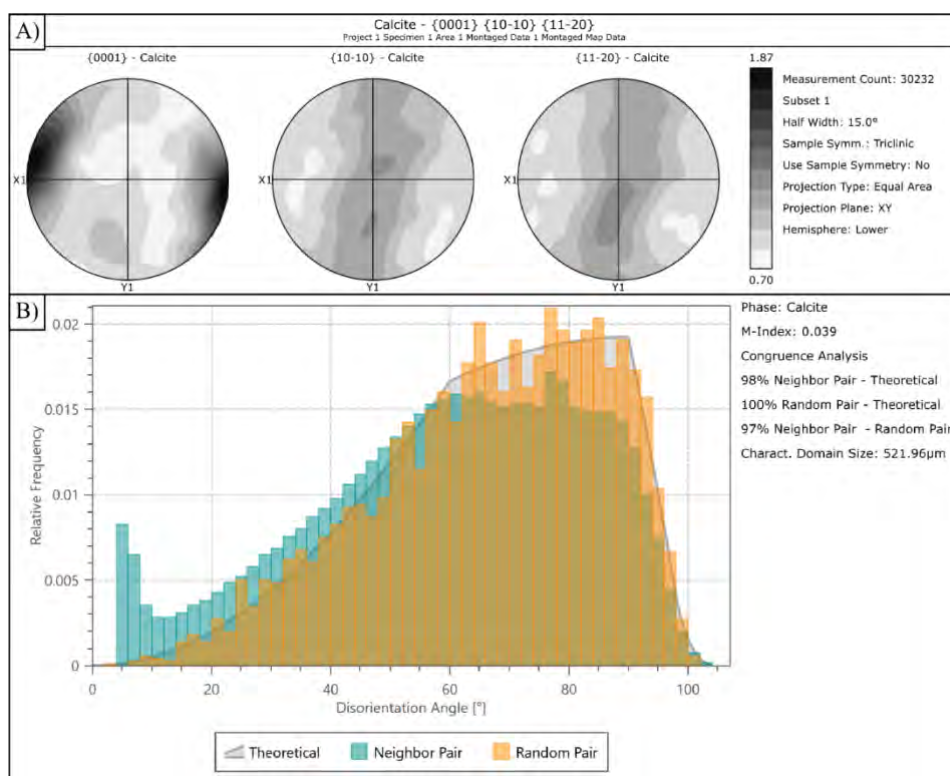 A)
Calcite - {0001} {10-10} {11-20}
Project 1 Specimen 1 Area 1 Montaged Data 1 Montaged Map Data
{0001} - Calcite
{10-10} - Calcite
{11-20} - Calcite
1.87
Measurement Count: 30232
Subset 1
Half Width: 15.0°
Sample Symm.: Triclinic
Use Sample Symmetry: No
Projection Type: Equal Area
Projection Plane: XY
Hemisphere: Lower
0.70
X1
X1
X1
Y1
Y1
Y1
B)
0.02
0.015
0.01
0.005
0
Relative Frequency
0 20 40 60 80 100
Disorientation Angle [°]
Theoretical Neighbor Pair Random Pair
Phase: Calcite
M-Index: 0.039
Congruence Analysis
98% Neighbor Pair - Theoretical
100% Random Pair - Theoretical
97% Neighbor Pair - Random Pair
Charact. Domain Size: 521.96µm